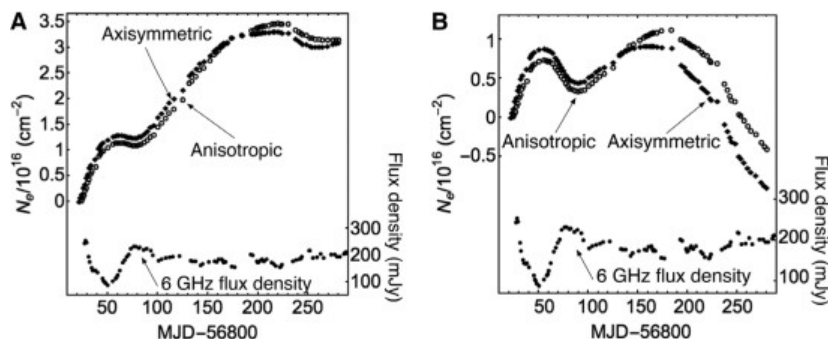 A
B
3.5
3
2.5
2
1.5
1
0.5
0
Axisymmetric
Anisotropic
Nₑ/10¹⁶ (cm⁻²)
300
200
100
Flux density (mJy)
6 GHz flux density
50 100 150 200 250
MJD−56800
1
0.5
0
−0.5
Anisotropic
Axisymmetric
Nₑ/10¹⁶ (cm⁻²)
300
200
100
Flux density (mJy)
6 GHz flux density
50 100 150 200 250
MJD−56800